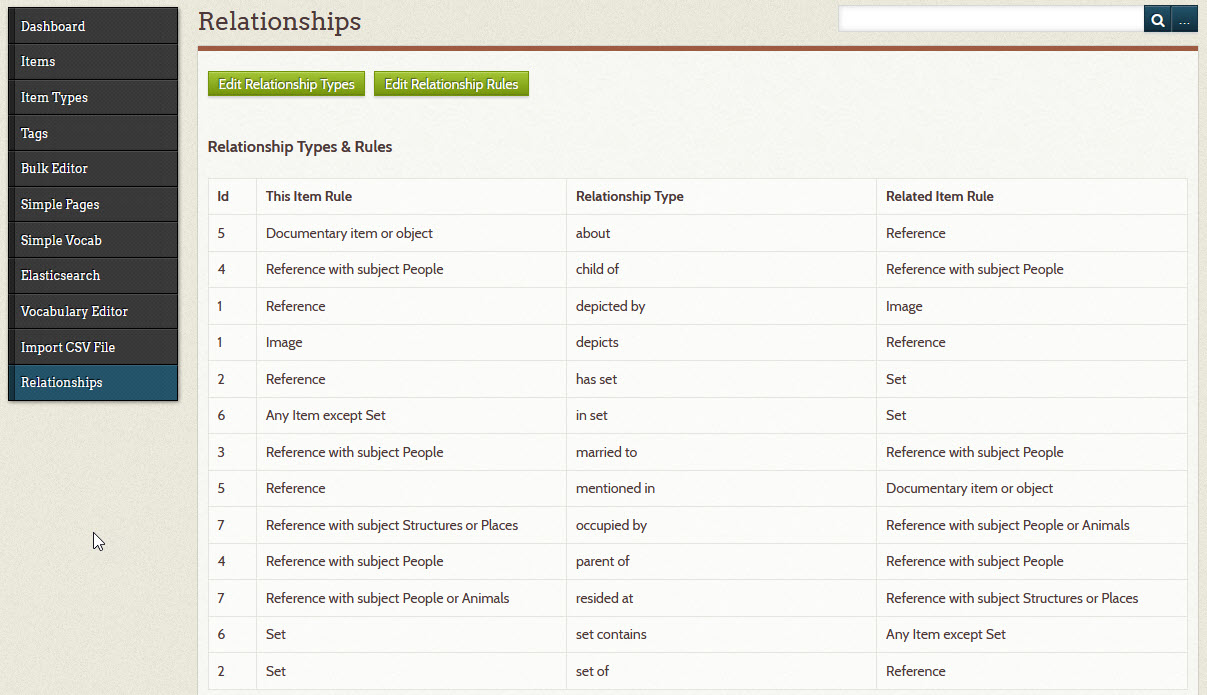 Dashboard
Items
Item Types
Tags
Bulk Editor
Simple Pages
Simple Vocab
Elasticsearch
Vocabulary Editor
Import CSV File
Relationships
Relationships
...
Edit Relationship Types Edit Relationship Rules
Relationship Types & Rules
Id This Item Rule Relationship Type Related Item Rule
5 Documentary item or object about Reference
4 Reference with subject People child of Reference with subject People
1 Reference depicted by Image
1 Image depicts Reference
2 Reference has set Set
6 Any Item except Set in set Set
3 Reference with subject People married to Reference with subject People
5 Reference mentioned in Documentary item or object
7 Reference with subject Structures or Places occupied by Reference with subject People or Animals
4 Reference with subject People parent of Reference with subject People
7 Reference with subject People or Animals resided at Reference with subject Structures or Places
6 Set set contains Any Item except Set
2 Set set of Reference